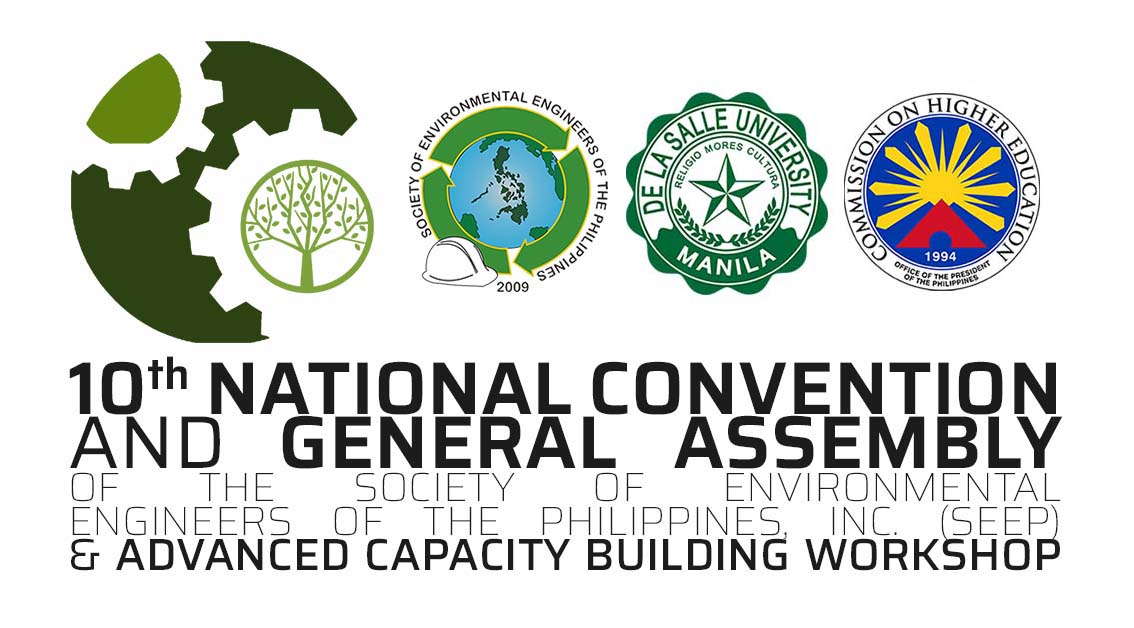 SOCIETY OF ENVIRONMENTAL ENGINEERS OF THE PHILIPPINES
2009
DE LA SALLE UNIVERSITY
RELIGIO MORES CULTURA
MANILA
COMMISSION ON HIGHER EDUCATION
1994
OFFICE OF THE PRESIDENT
OF THE PHILIPPINES
10th NATIONAL CONVENTION
AND GENERAL ASSEMBLY
OF THE SOCIETY OF ENVIRONMENTAL
ENGINEERS OF THE PHILIPPINES, INC. (SEEP)
& ADVANCED CAPACITY BUILDING WORKSHOP